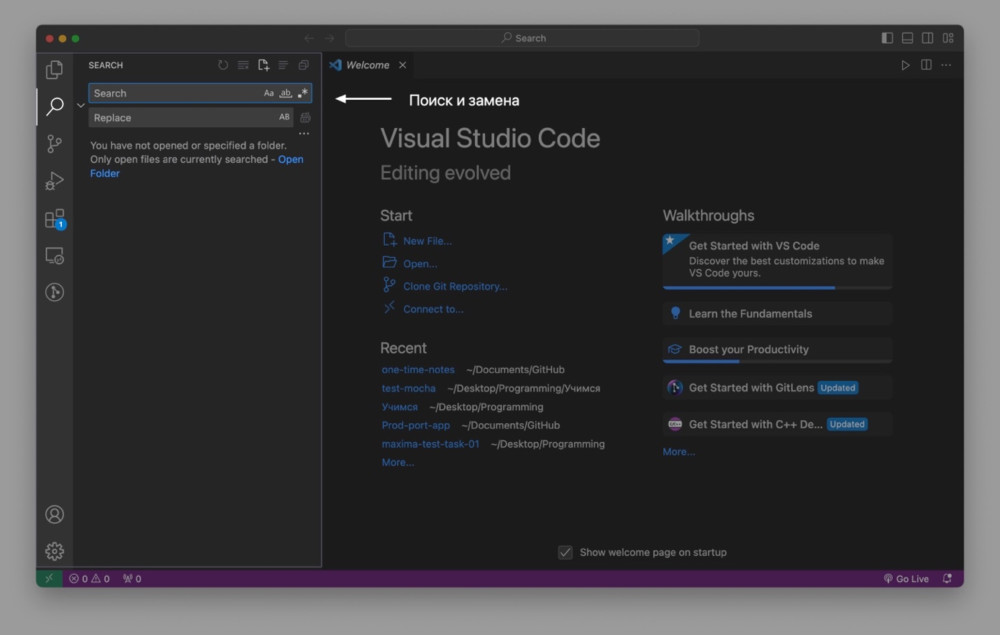 Search
SEARCH
Welcome
Search
Aa ab
Поиск и замена
Replace
AB
You have not opened or specified a folder.
Only open files are currently searched - Open
Folder
Visual Studio Code
Editing evolved
1
Start
New File...
Open...
Clone Git Repository...
Connect to...
Recent
one-time-notes ~/Documents/GitHub
test-mocha ~/Desktop/Programming/Учимся
Учимся ~/Desktop/Programming
Prod-port-app ~/Documents/GitHub
maxima-test-task-01 ~/Desktop/Programming
More...
Walkthroughs
Get Started with VS Code
Discover the best customizations to make
VS Code yours.
Learn the Fundamentals
Boost your Productivity
Get Started with GitLens Updated
C/C++ Get Started with C++ De... Updated
More...
Show welcome page on startup
0 0 0
Go Live